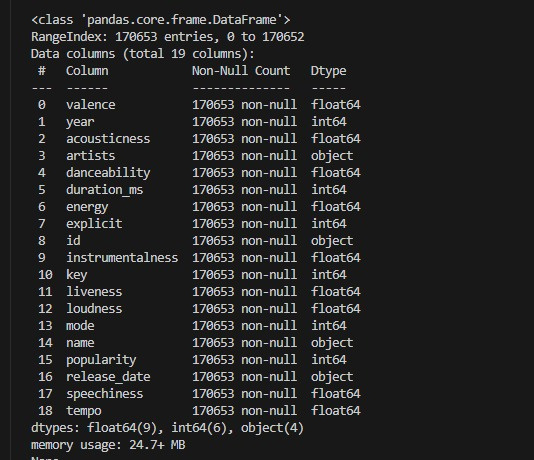 <class 'pandas.core.frame.DataFrame'>
RangeIndex: 170653 entries, 0 to 170652
Data columns (total 19 columns):
 #   Column            Non-Null Count   Dtype
---  ------            --------------   -----
 0   valence           170653 non-null  float64
 1   year              170653 non-null  int64
 2   acousticness      170653 non-null  float64
 3   artists           170653 non-null  object
 4   danceability      170653 non-null  float64
 5   duration_ms       170653 non-null  int64
 6   energy            170653 non-null  float64
 7   explicit          170653 non-null  int64
 8   id                170653 non-null  object
 9   instrumentalness  170653 non-null  float64
 10  key               170653 non-null  int64
 11  liveness          170653 non-null  float64
 12  loudness          170653 non-null  float64
 13  mode              170653 non-null  int64
 14  name              170653 non-null  object
 15  popularity        170653 non-null  int64
 16  release_date      170653 non-null  object
 17  speechiness       170653 non-null  float64
 18  tempo             170653 non-null  float64
dtypes: float64(9), int64(6), object(4)
memory usage: 24.7+ MB
None